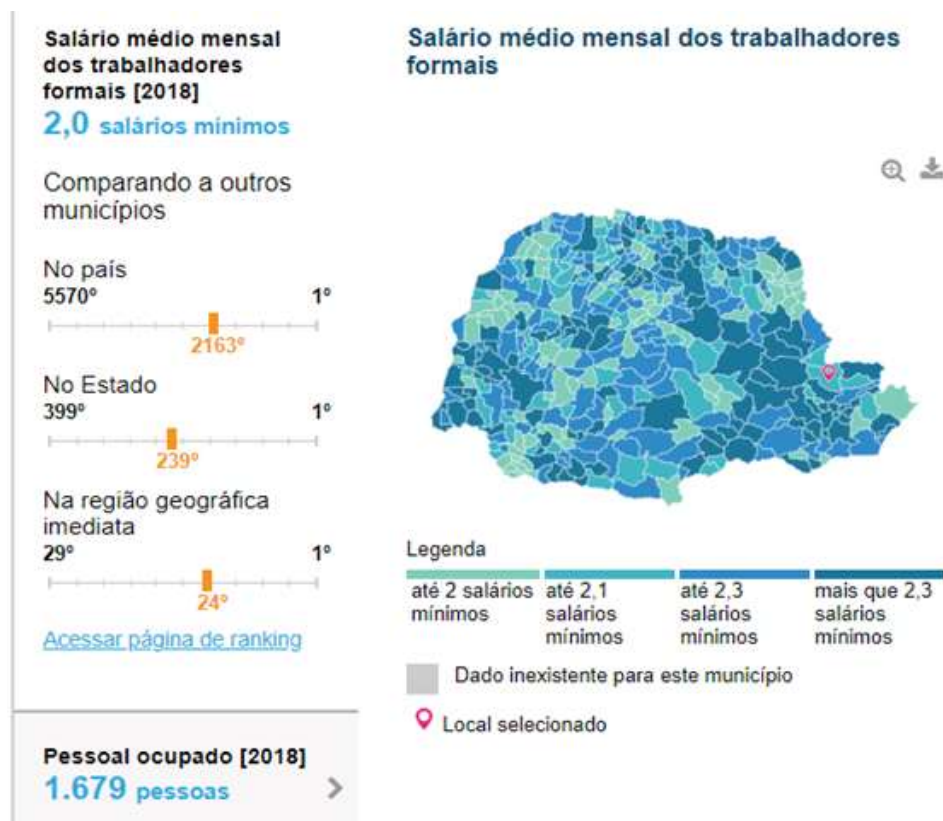 Salário médio mensal
dos trabalhadores
formais [2018]
2,0 salários mínimos
Comparando a outros
municípios
No país
5570º 1º
2163º
No Estado
399º 1º
239º
Na região geográfica
imediata
29º 1º
24º
Acessar página de ranking
Pessoal ocupado [2018]
1.679 pessoas
Salário médio mensal dos trabalhadores
formais
Legenda
até 2 salários
mínimos
até 2,1
salários
mínimos
até 2,3
salários
mínimos
mais que 2,3
salários
mínimos
Dado inexistente para este município
Local selecionado